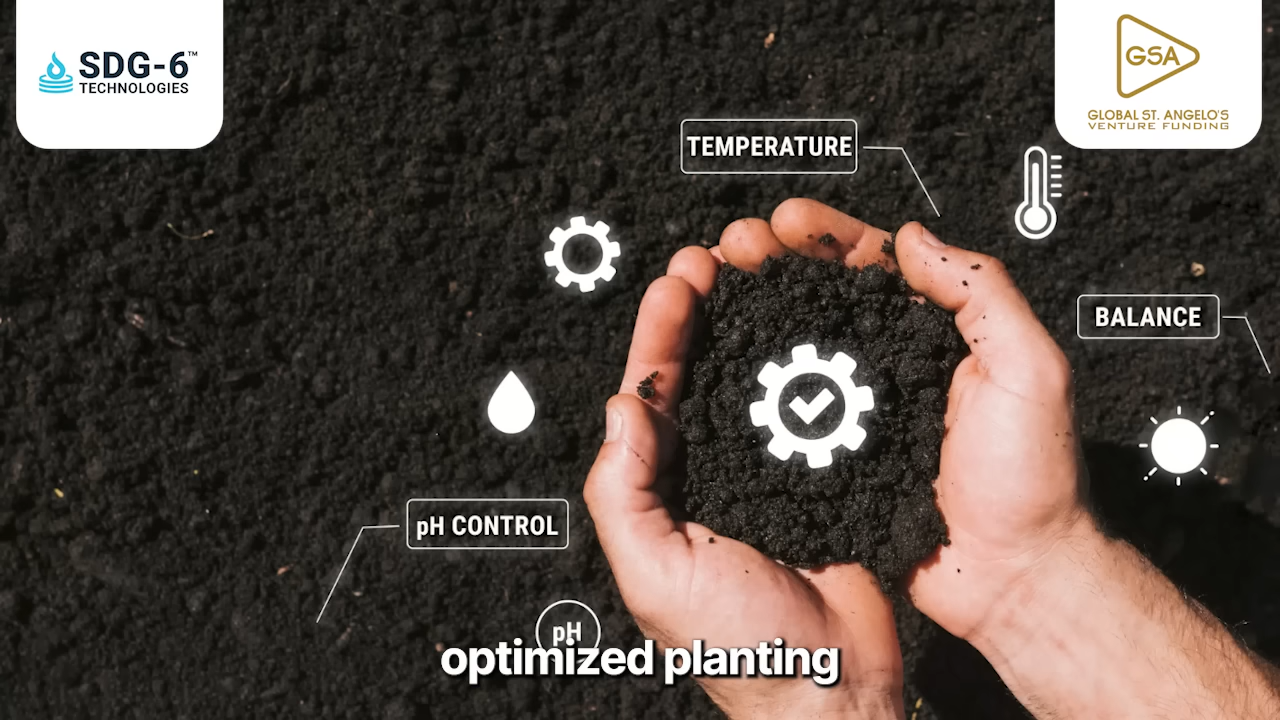 SDG-6™
TECHNOLOGIES
GSA
GLOBAL ST. ANGELO'S
VENTURE FUNDING
TEMPERATURE
BALANCE
pH CONTROL
pH
optimized planting